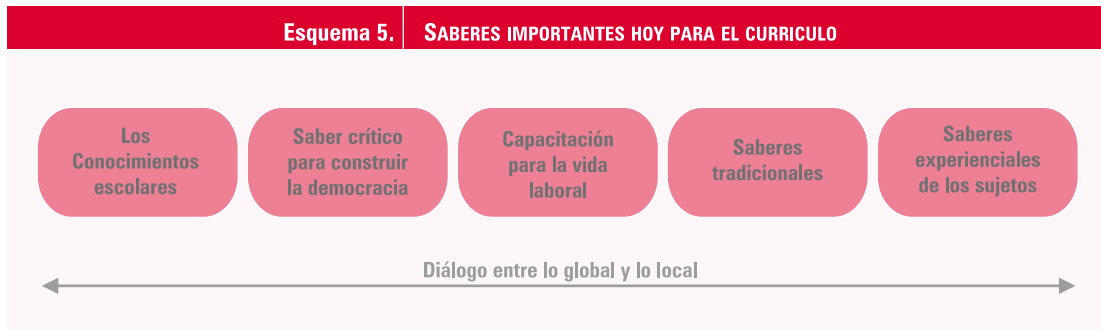 Esquema 5. SABERES IMPORTANTES HOY PARA EL CURRICULO
Los
Conocimientos
escolares
Saber crítico
para construir
la democracia
Capacitación
para la vida
laboral
Saberes
tradicionales
Saberes
experienciales
de los sujetos
Diálogo entre lo global y lo local